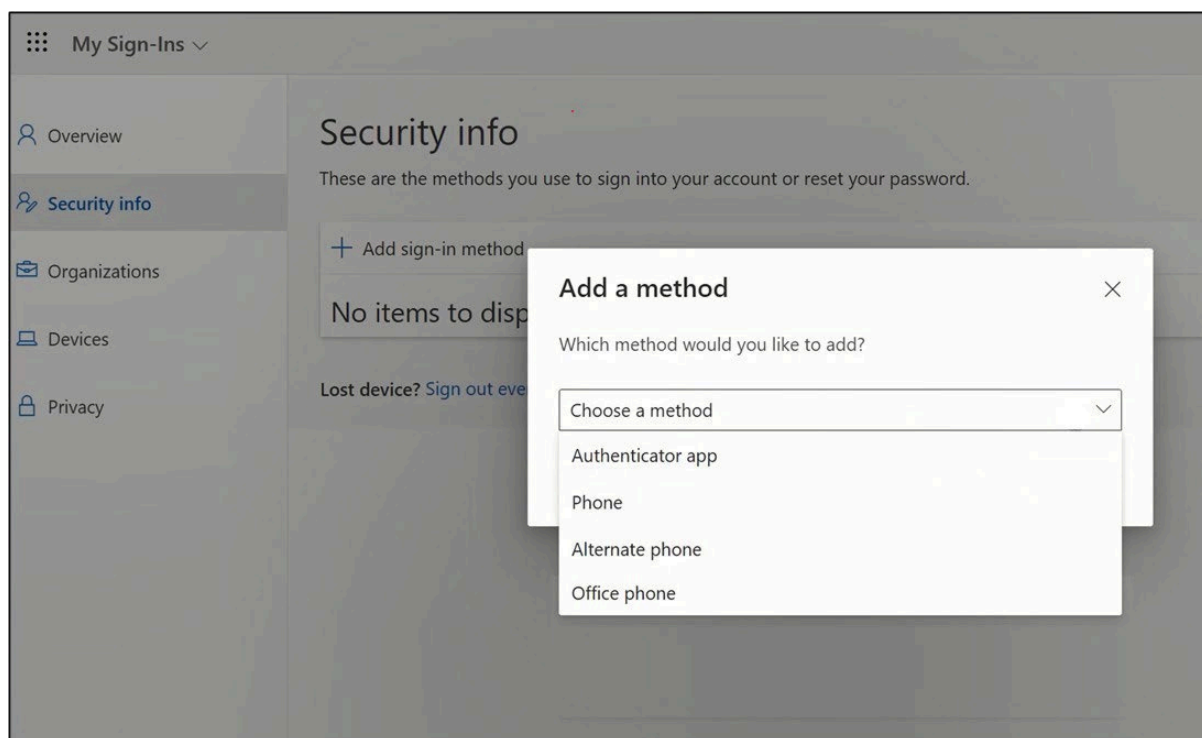 My Sign-Ins
Overview
Security info
Organizations
Devices
Privacy
Security info
These are the methods you use to sign into your account or reset your password.
Add sign-in method
No items to disp
Lost device? Sign out eve
Add a method
Which method would you like to add?
Choose a method
Authenticator app
Phone
Alternate phone
Office phone